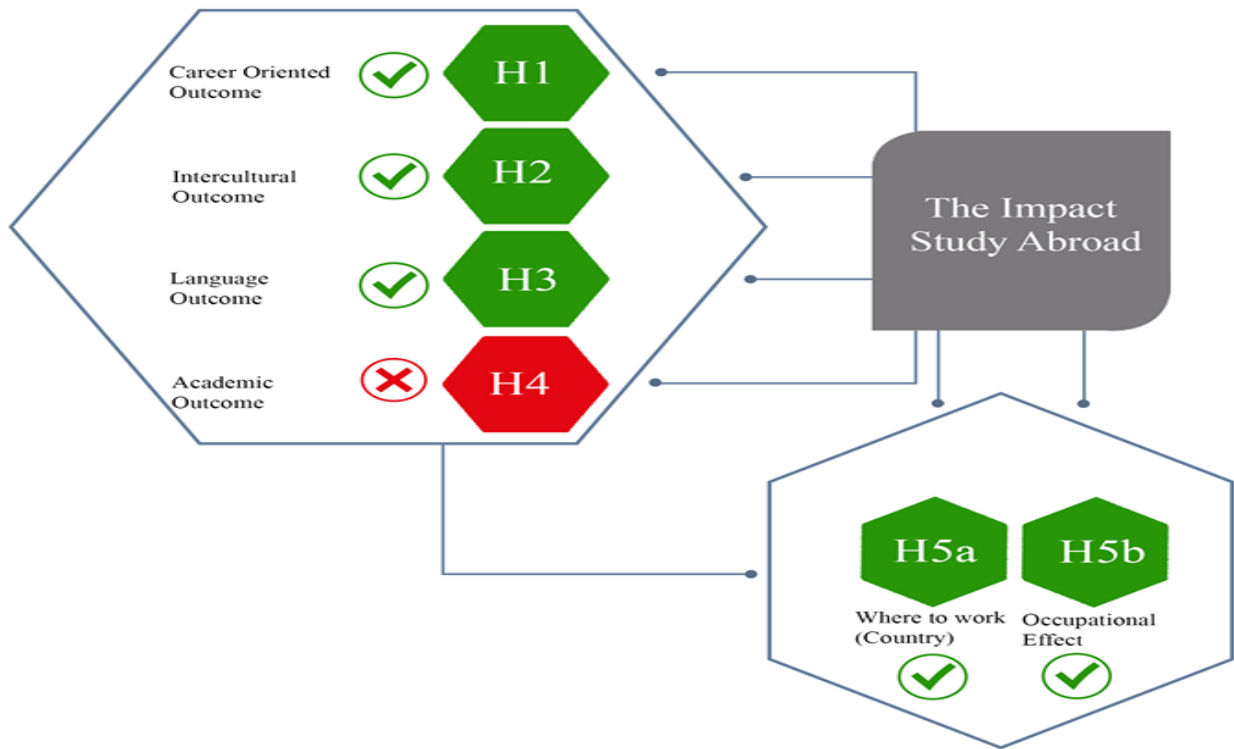 Career Oriented
Outcome
H1
Intercultural
Outcome
H2
Language
Outcome
H3
Academic
Outcome
H4
The Impact
Study Abroad
H5a
H5b
Where to work
(Country)
Occupational
Effect